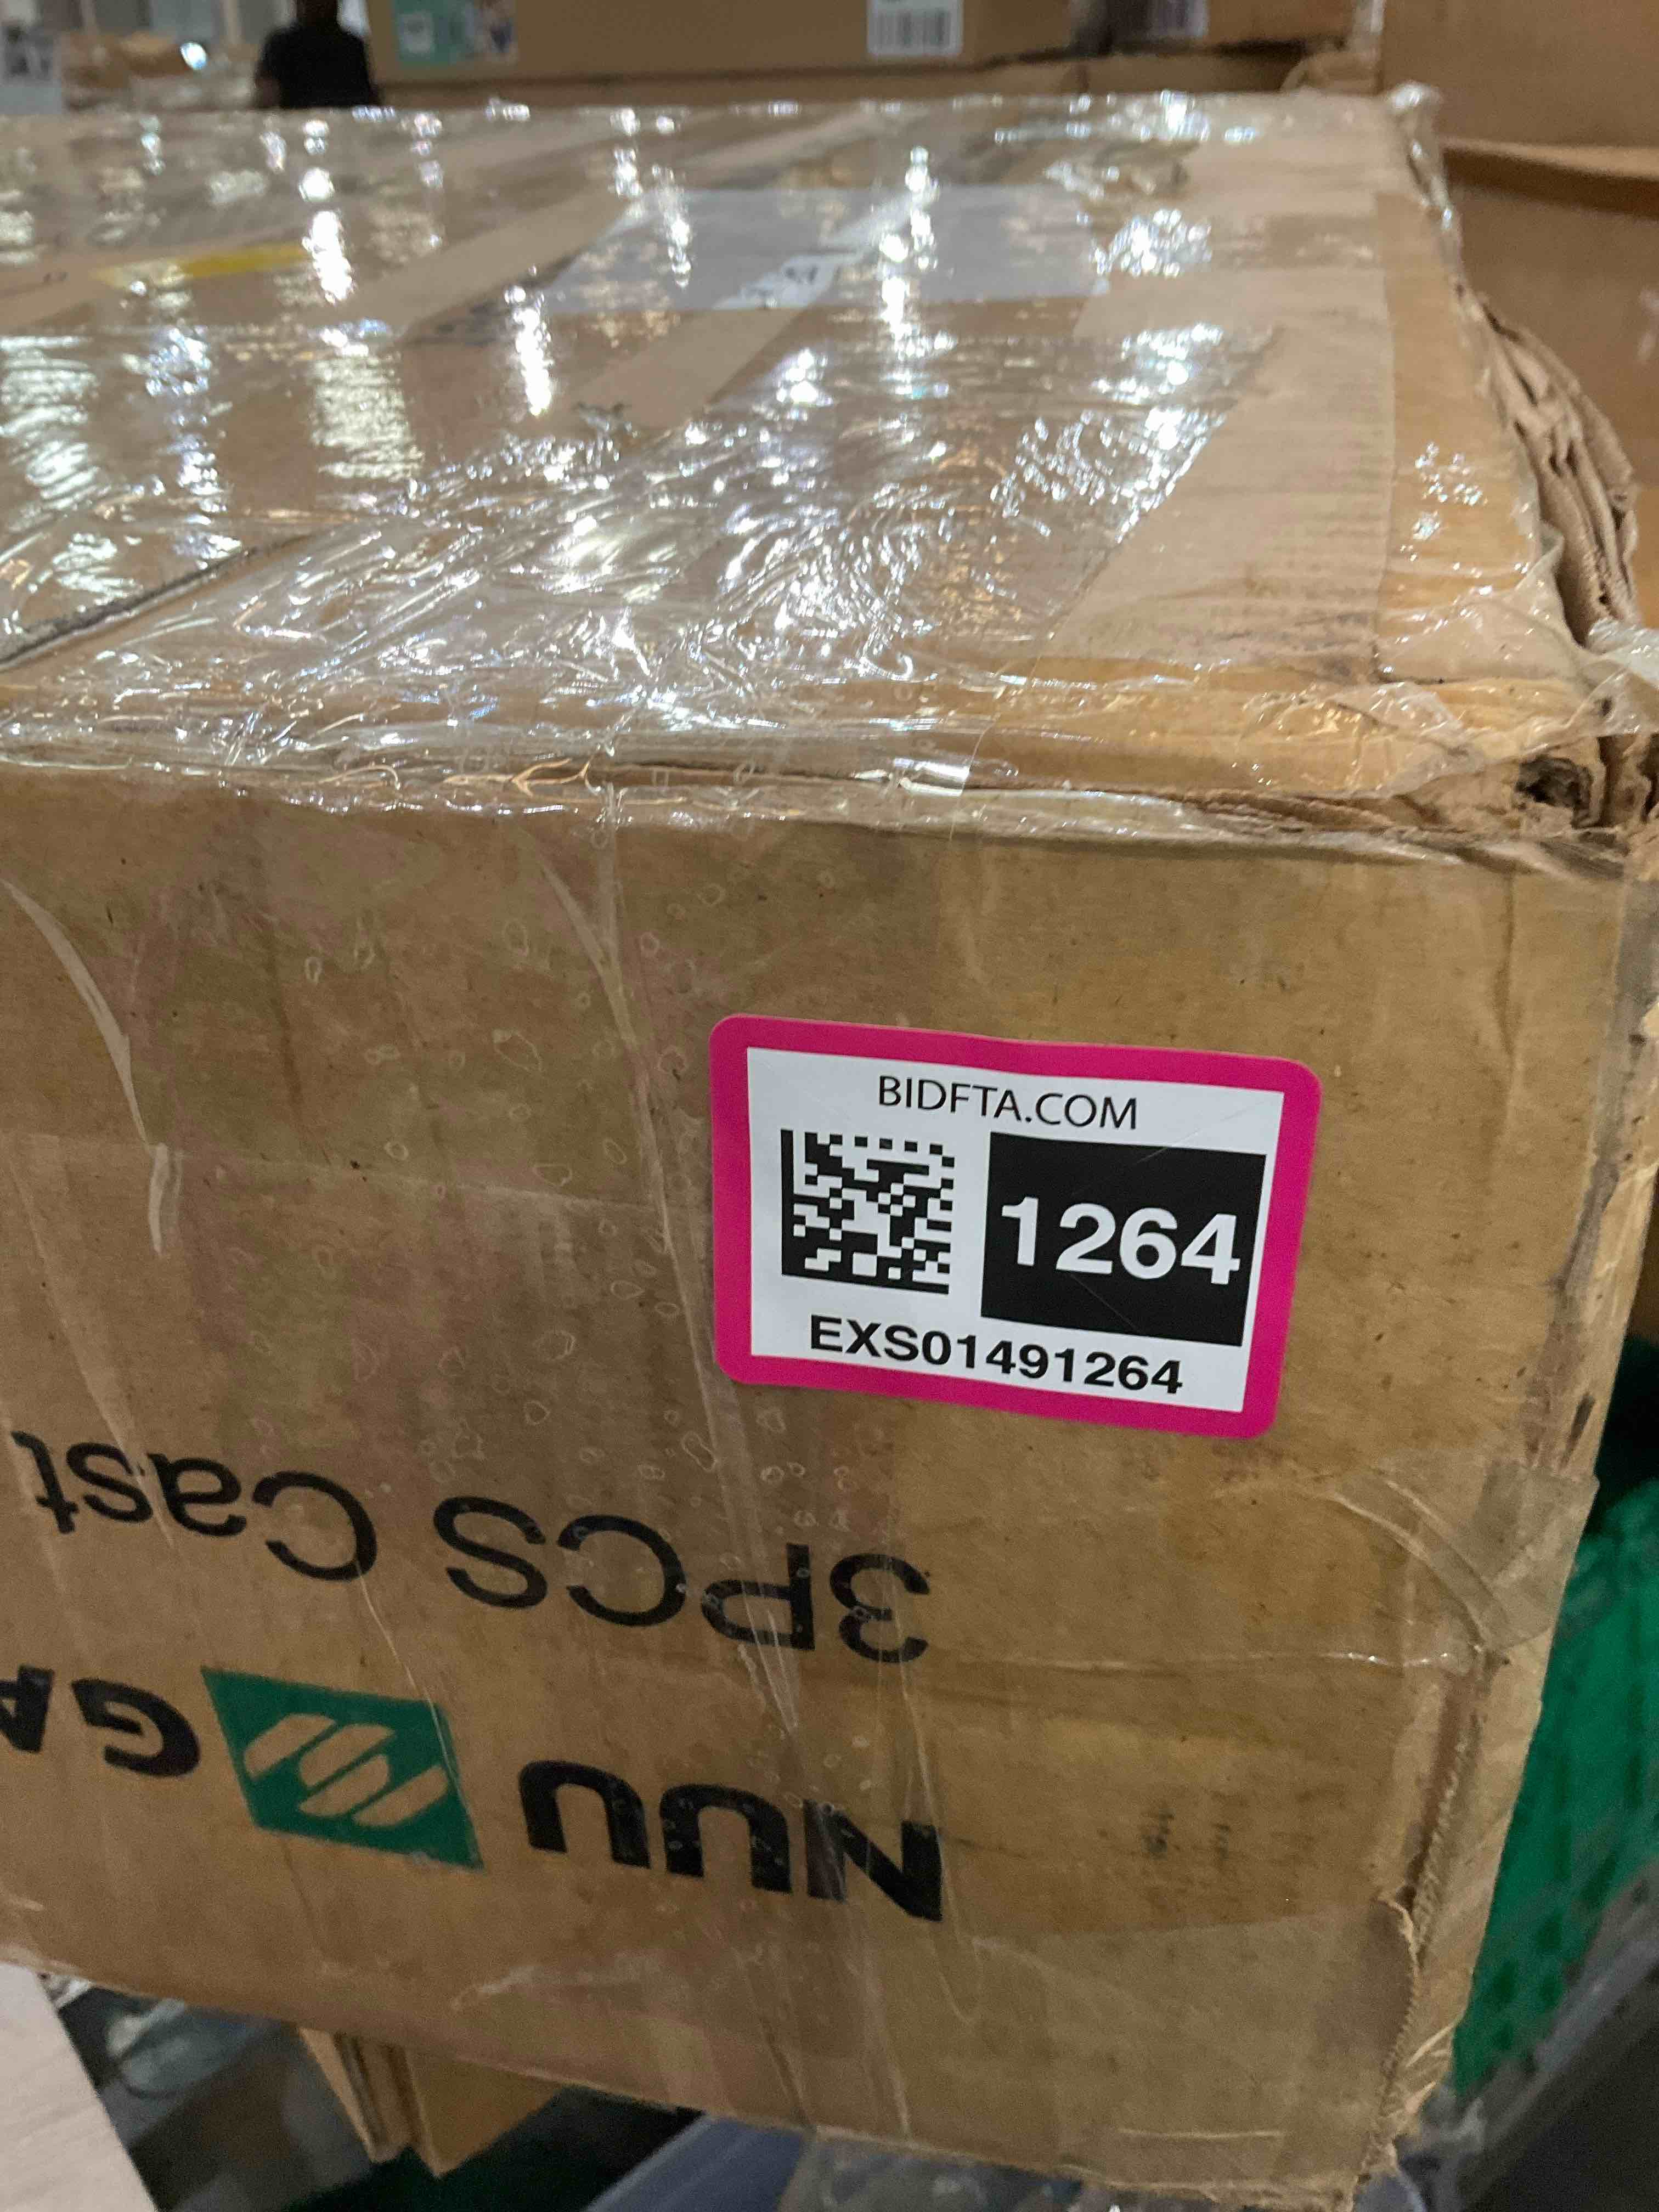 BIDFTA.COM
1264
EXS01491264
3PCS Cast
NUU GA